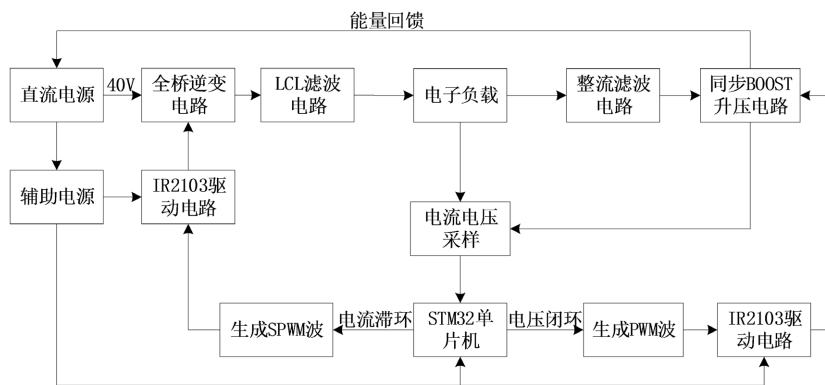 能量回馈
直流电源
40V
全桥逆变
电路
LCL滤波
电路
电子负载
整流滤波
电路
同步BOOST
升压电路
辅助电源
IR2103驱
动电路
电流电压
采样
生成SPWM波
电流滞环
STM32单
片机
电压闭环
生成PWM波
IR2103驱
动电路